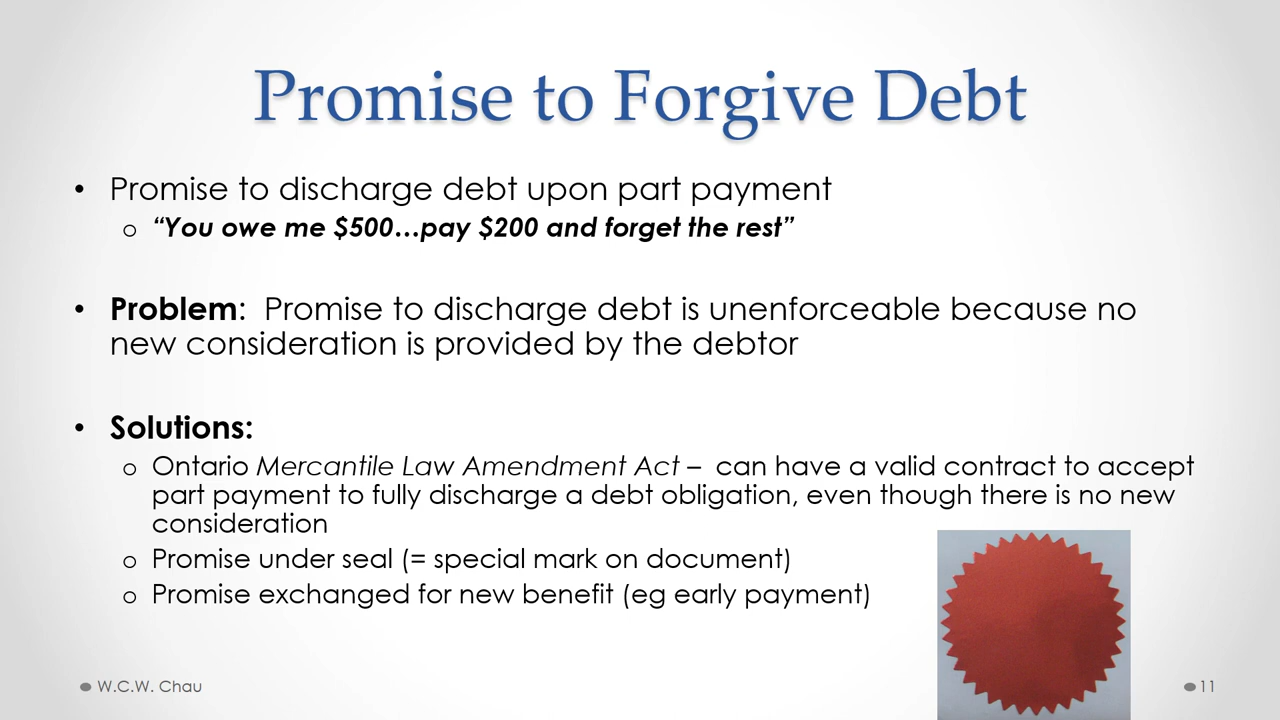 Promise to Forgive Debt
• Promise to discharge debt upon part payment
o “You owe me $500…pay $200 and forget the rest”
• Problem: Promise to discharge debt is unenforceable because no
new consideration is provided by the debtor
• Solutions:
o Ontario Mercantile Law Amendment Act – can have a valid contract to accept
part payment to fully discharge a debt obligation, even though there is no new
consideration
o Promise under seal (= special mark on document)
o Promise exchanged for new benefit (eg early payment)
W.C.W. Chau
11